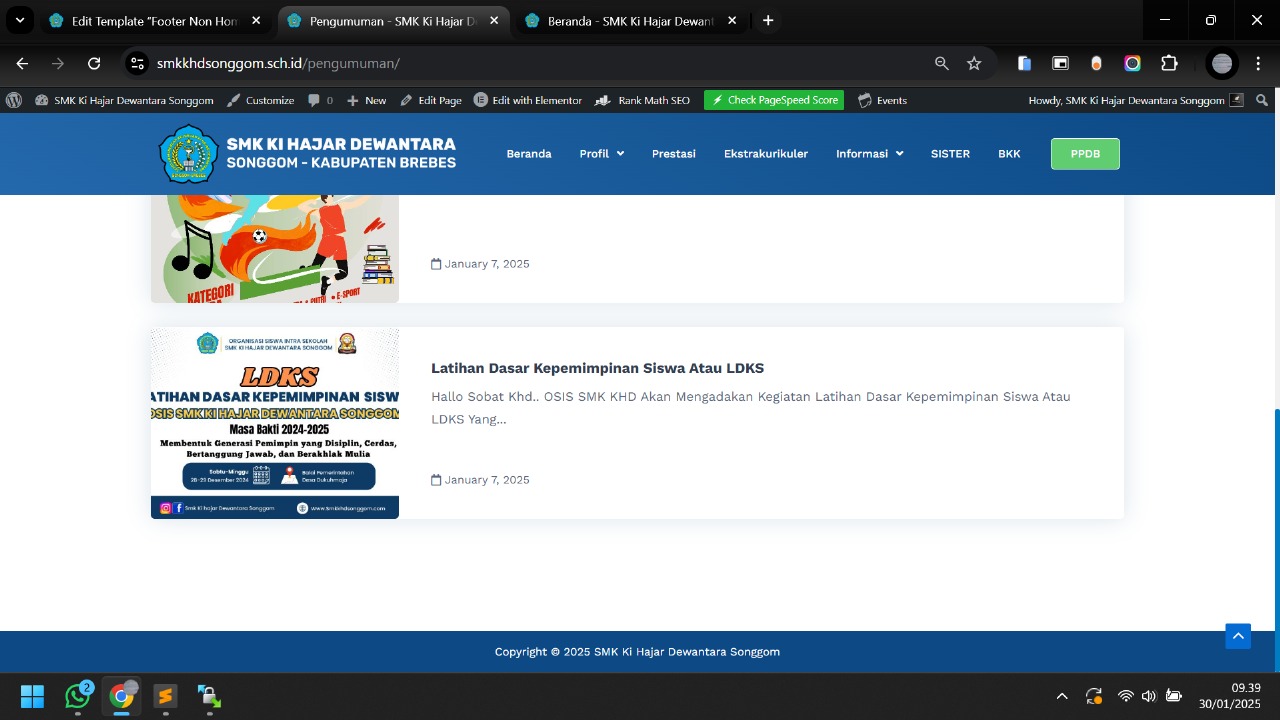 Edit Template “Footer Non Hom
Pengumuman - SMK Ki Hajar D
Beranda - SMK Ki Hajar Dewant
smkkhdsonggom.sch.id/pengumuman/
SMK Ki Hajar Dewantara Songgom
Customize
0
New
Edit Page
Edit with Elementor
Rank Math SEO
Check PageSpeed Score
Events
Howdy, SMK Ki Hajar Dewantara Songgom
SMK KI HAJAR DEWANTARA
SONGGOM - KABUPATEN BREBES
Beranda
Profil
Prestasi
Ekstrakurikuler
Informasi
SISTER
BKK
PPDB
KATEGORI
• E-SPORT
January 7, 2025
ORGANISASI SISWA INTRA SEKOLAH
SMK KI HAJAR DEWANTARA SONGGOM
LDKS
ATIHAN DASAR KEPEMIMPINAN SISW
OSIS SMK KI HAJAR DEWANTARA SONGGOM
Masa Bakti 2024-2025
Membentuk Generasi Pemimpin yang Disiplin, Cerdas,
Bertanggung Jawab, dan Berakhlak Mulia
Sabtu-Minggu
28-29 Desember 2024
Balai Pemerintahan
Desa Dukuhmaja
Smk Ki hajar Dewantara Songgom
www.Smkkhdsonggom.com
Latihan Dasar Kepemimpinan Siswa Atau LDKS
Hallo Sobat Khd.. OSIS SMK KHD Akan Mengadakan Kegiatan Latihan Dasar Kepemimpinan Siswa Atau
LDKS Yang...
January 7, 2025
Copyright © 2025 SMK Ki Hajar Dewantara Songgom
2
09.39
30/01/2025